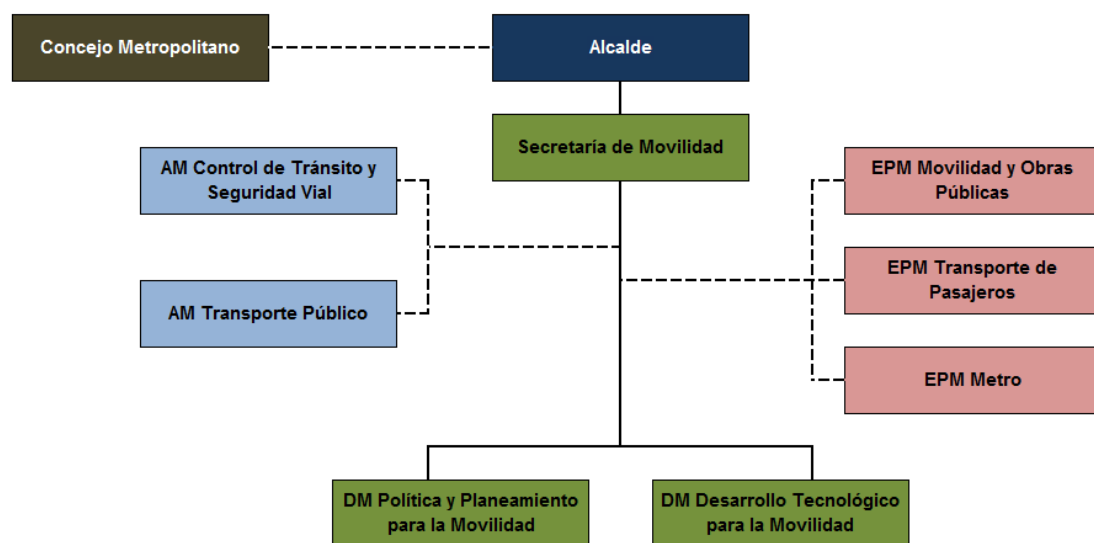 Concejo Metropolitano
Alcalde
Secretaría de Movilidad
AM Control de Tránsito y
Seguridad Vial
EPM Movilidad y Obras
Públicas
AM Transporte Público
EPM Transporte de
Pasajeros
EPM Metro
DM Política y Planeamiento
para la Movilidad
DM Desarrollo Tecnológico
para la Movilidad